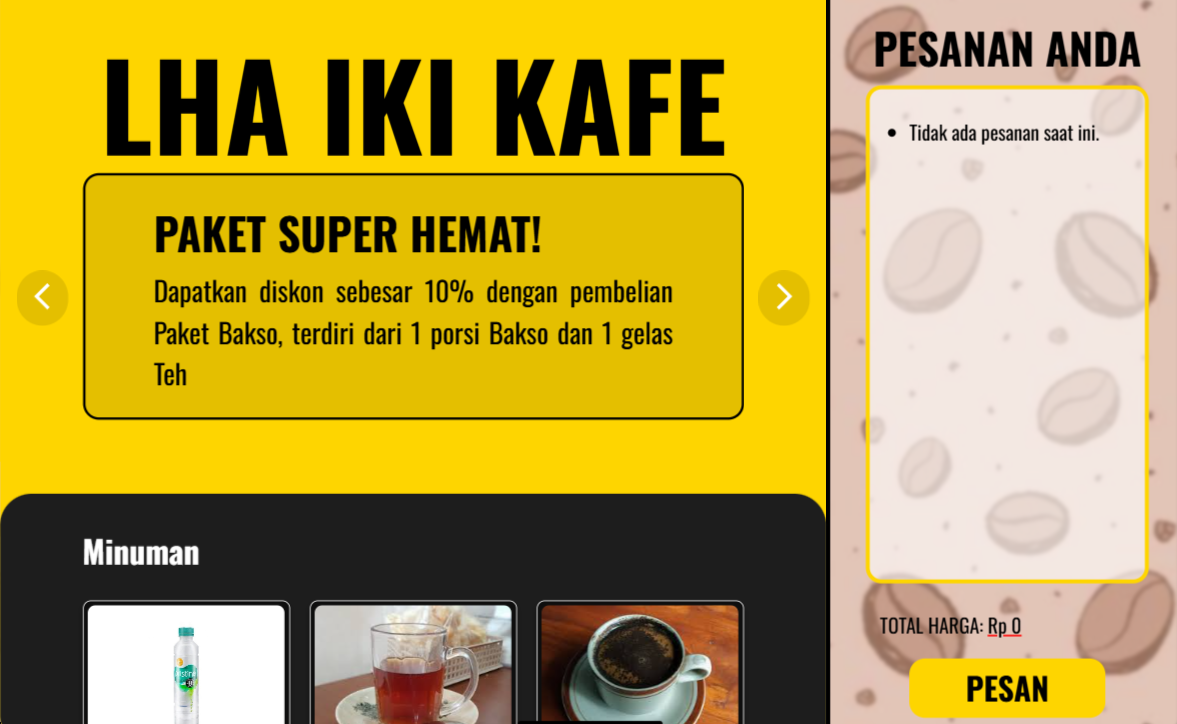 LHA IKI KAFE
PAKET SUPER HEMAT!
Dapatkan diskon sebesar 10% dengan pembelian
Paket Bakso, terdiri dari 1 porsi Bakso dan 1 gelas
Teh
Minuman
PESANAN ANDA
• Tidak ada pesanan saat ini.
TOTAL HARGA: Rp 0
PESAN